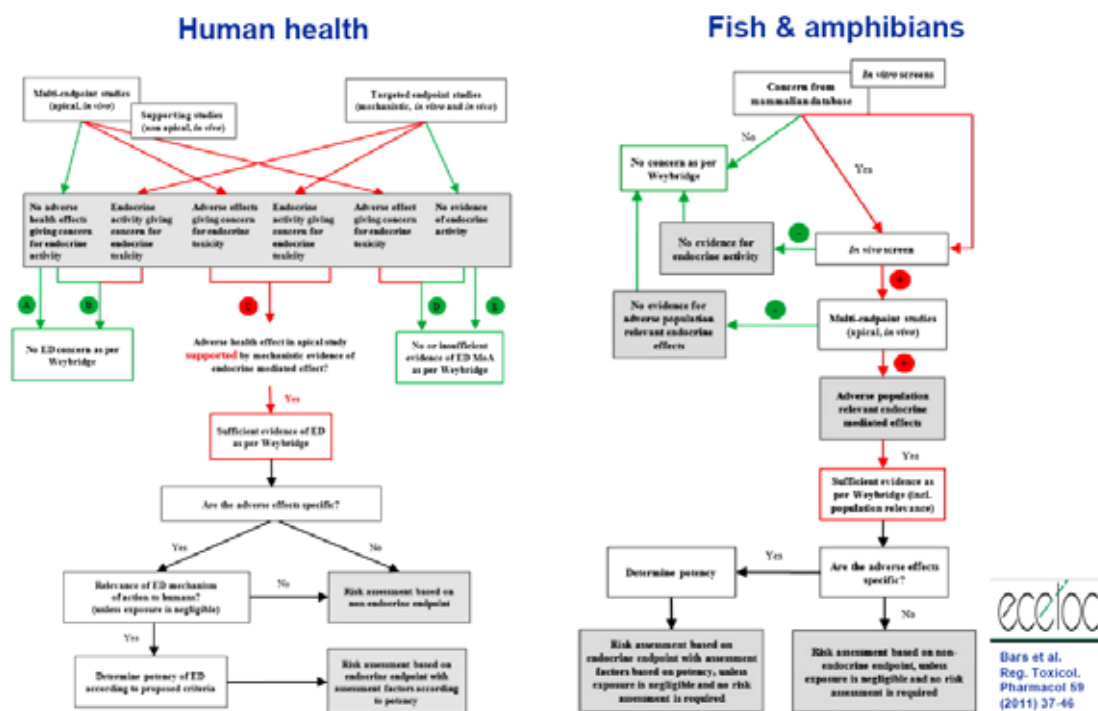 Human health
Multi-endpoint studies
(apical, in vivo)
Supporting studies
(non apical, in vivo)
Targeted endpoint studies
(mechanistic, in vitro and in vivo)
No adverse
health effects
giving concern
for endocrine
activity
Endocrine
activity giving
concern for
endocrine
toxicity
Adverse effects
giving concern
for endocrine
toxicity
Endocrine
activity giving
concern for
endocrine
toxicity
Adverse effect
giving concern
for endocrine
toxicity
No evidence
of endocrine
activity
A
B
C
D
E
No ED concern as per
Weybridge
Adverse health effect in apical study
supported by mechanistic evidence of
endocrine mediated effect?
No or insufficient
evidence of ED MoA
as per Weybridge
Yes
Sufficient evidence of ED
as per Weybridge
Are the adverse effects specific?
Yes
No
Relevance of ED mechanism
of action to humans?
(unless exposure is negligible)
No
Risk assessment based on
non-endocrine endpoint
Yes
Determine potency of ED
according to proposed criteria
Risk assessment based on
endocrine endpoint with
assessment factors according
to potency
Fish & amphibians
In vitro screens
Concern from
mammalian database
No
No concern as per
Weybridge
Yes
No evidence for
endocrine activity
-
In vivo screen
+
No evidence for
adverse population
relevant endocrine
effects
-
Multi-endpoint studies
(apical, in vivo)
+
Adverse population
relevant endocrine
mediated effects
Yes
Sufficient evidence as
per Weybridge (incl.
population relevance)
Determine potency
Yes
Are the adverse effects
specific?
No
Risk assessment based on
endocrine endpoint with assessment
factors based on potency, unless
exposure is negligible and no risk
assessment is required
Risk assessment based on non-
endocrine endpoint, unless
exposure is negligible and no risk
assessment is required
ecetoc
Bars et al.
Reg. Toxicol.
Pharmacol 59
(2011) 37-46